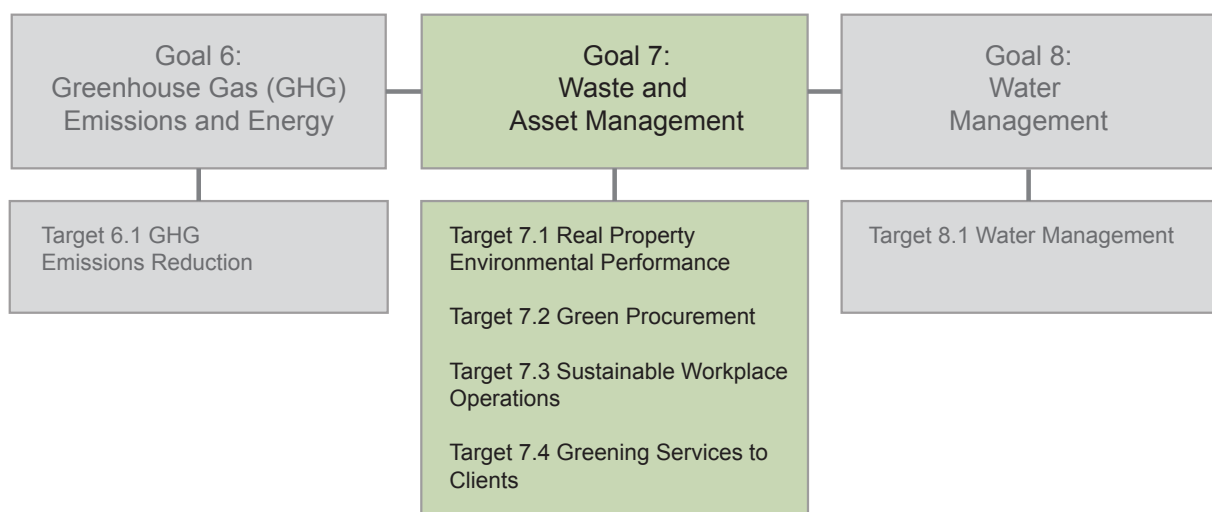 Goal 6:
Greenhouse Gas (GHG)
Emissions and Energy
Goal 7:
Waste and
Asset Management
Goal 8:
Water
Management
Target 6.1 GHG
Emissions Reduction
Target 7.1 Real Property
Environmental Performance
Target 7.2 Green Procurement
Target 7.3 Sustainable Workplace
Operations
Target 7.4 Greening Services to
Clients
Target 8.1 Water Management